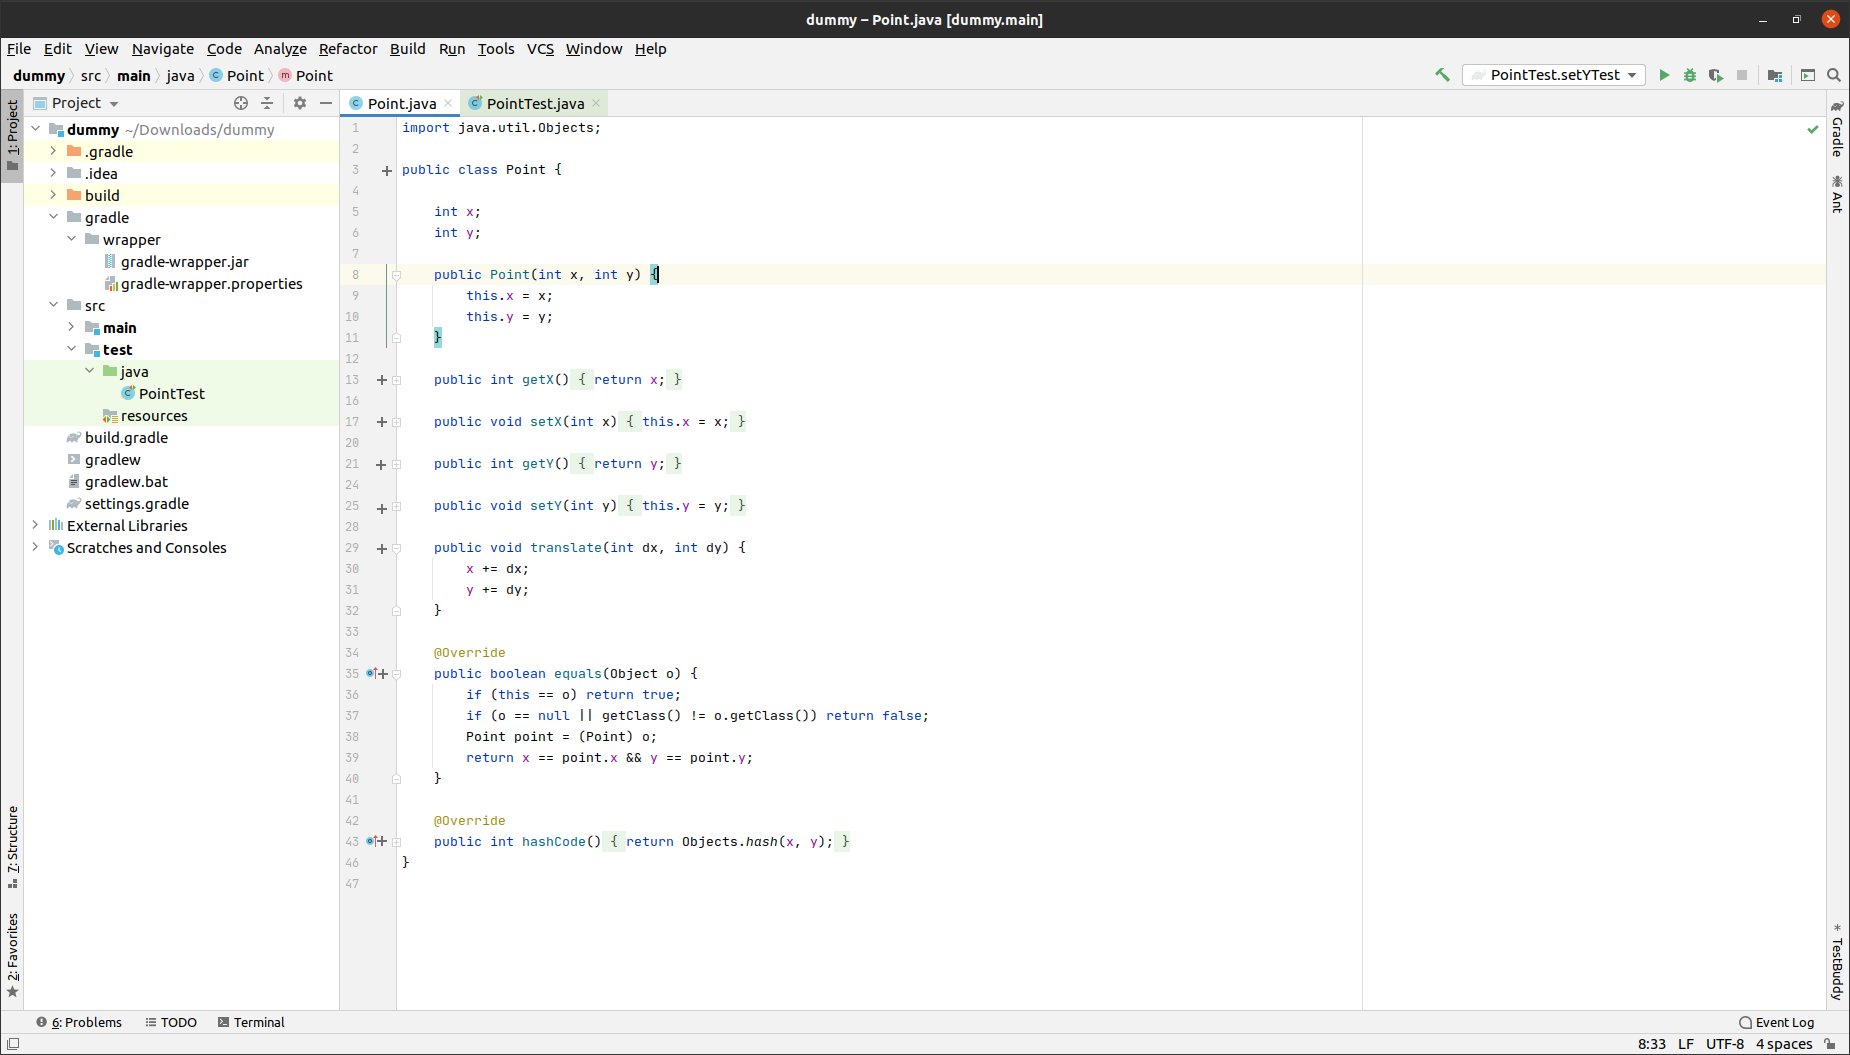 dummy – Point.java [dummy.main]
File Edit View Navigate Code Analyze Refactor Build Run Tools VCS Window Help
dummy src main java Point Point
PointTest.setYTest
1: Project
Project
Point.java
PointTest.java
dummy ~/Downloads/dummy
.gradle
.idea
build
gradle
wrapper
gradle-wrapper.jar
gradle-wrapper.properties
src
main
test
java
PointTest
resources
build.gradle
gradlew
gradlew.bat
settings.gradle
External Libraries
Scratches and Consoles
7: Structure
2: Favorites
1 import java.util.Objects;
2
3 public class Point {
4
5 int x;
6 int y;
7
8 public Point(int x, int y) {
9 this.x = x;
10 this.y = y;
11 }
12
13 public int getX() { return x; }
16
17 public void setX(int x) { this.x = x; }
20
21 public int getY() { return y; }
24
25 public void setY(int y) { this.y = y; }
28
29 public void translate(int dx, int dy) {
30 x += dx;
31 y += dy;
32 }
33
34 @Override
35 public boolean equals(Object o) {
36 if (this == o) return true;
37 if (o == null || getClass() != o.getClass()) return false;
38 Point point = (Point) o;
39 return x == point.x && y == point.y;
40 }
41
42 @Override
43 public int hashCode() { return Objects.hash(x, y); }
46 }
47
Gradle
Ant
TestBuddy
6: Problems TODO Terminal Event Log
8:33 LF UTF-8 4 spaces